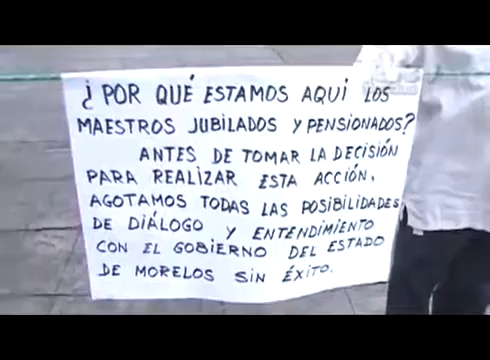 ¿POR QUÉ ESTAMOS AQUI LOS
MAESTROS JUBILADOS Y PENSIONADOS?
ANTES DE TOMAR LA DECISIÓN
PARA REALIZAR ESTA ACCIÓN,
AGOTAMOS TODAS LAS POSIBILIDADES
DE DIÁLOGO Y ENTENDIMIENTO
CON EL GOBIERNO DEL ESTADO
DE MORELOS SIN ÉXITO.